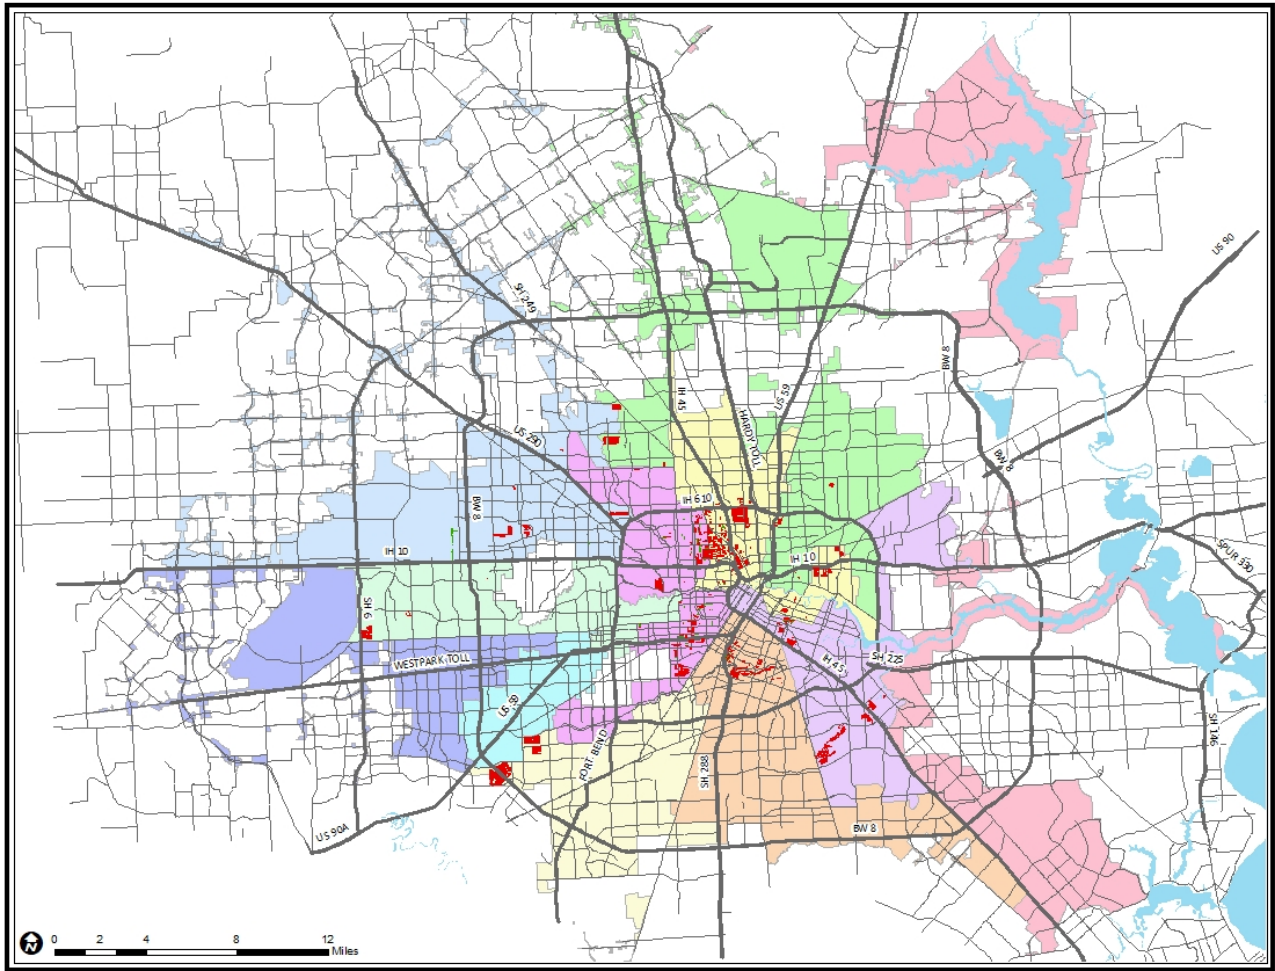 US 90
SH 249
BW 8
IH 45
US 59
HARDY TOLL
US 290
BW 8
IH 610
BW 8
IH 10
IH 10
SPUR 330
SH 6
WESTPARK TOLL
IH 45
SH 225
US 59
FORT BEND
SH 288
SH 146
US 90A
BW 8
N
0 2 4 8 12
Miles